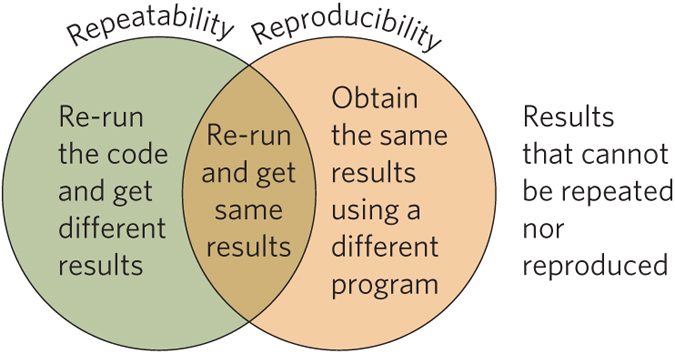 Repeatability
Reproducibility
Re-run
the code
and get
different
results
Re-run
and get
same
results
Obtain
the same
results
using a
different
program
Results
that cannot
be repeated
nor
reproduced